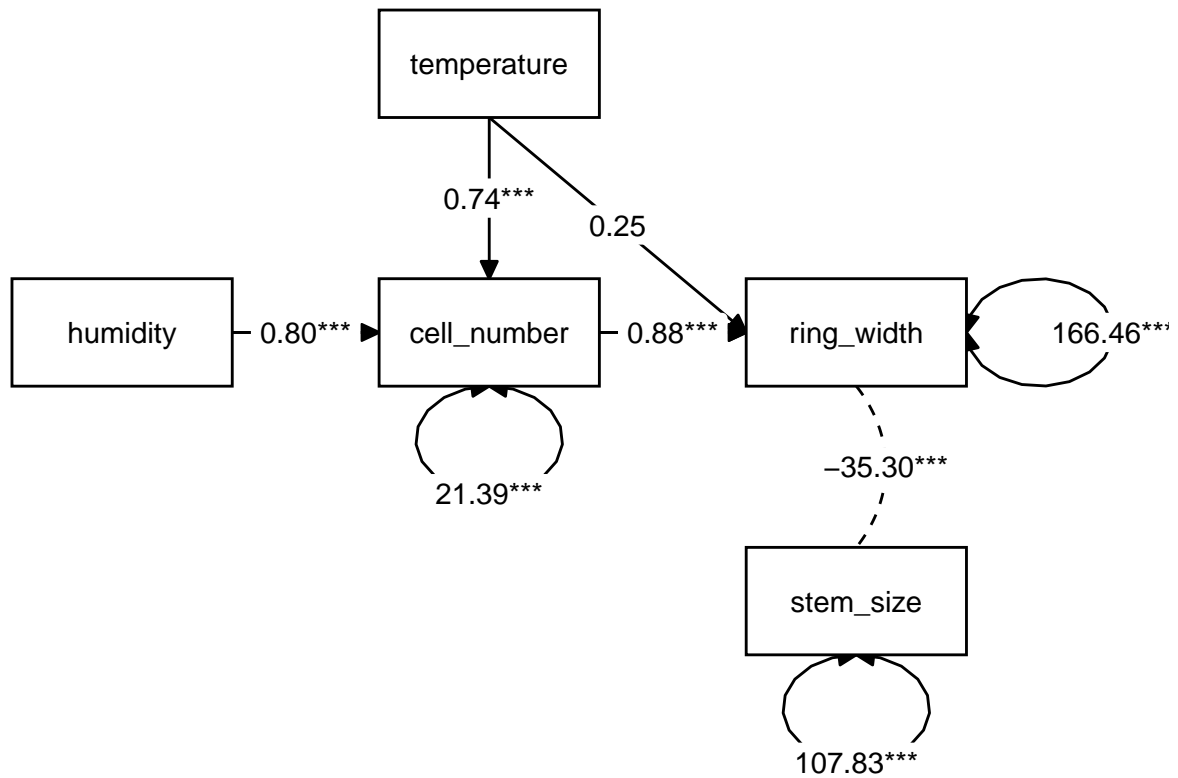 temperature
0.74***
0.25
humidity
0.80***
cell_number
0.88***
ring_width
166.46***
21.39***
–35.30***
stem_size
107.83***